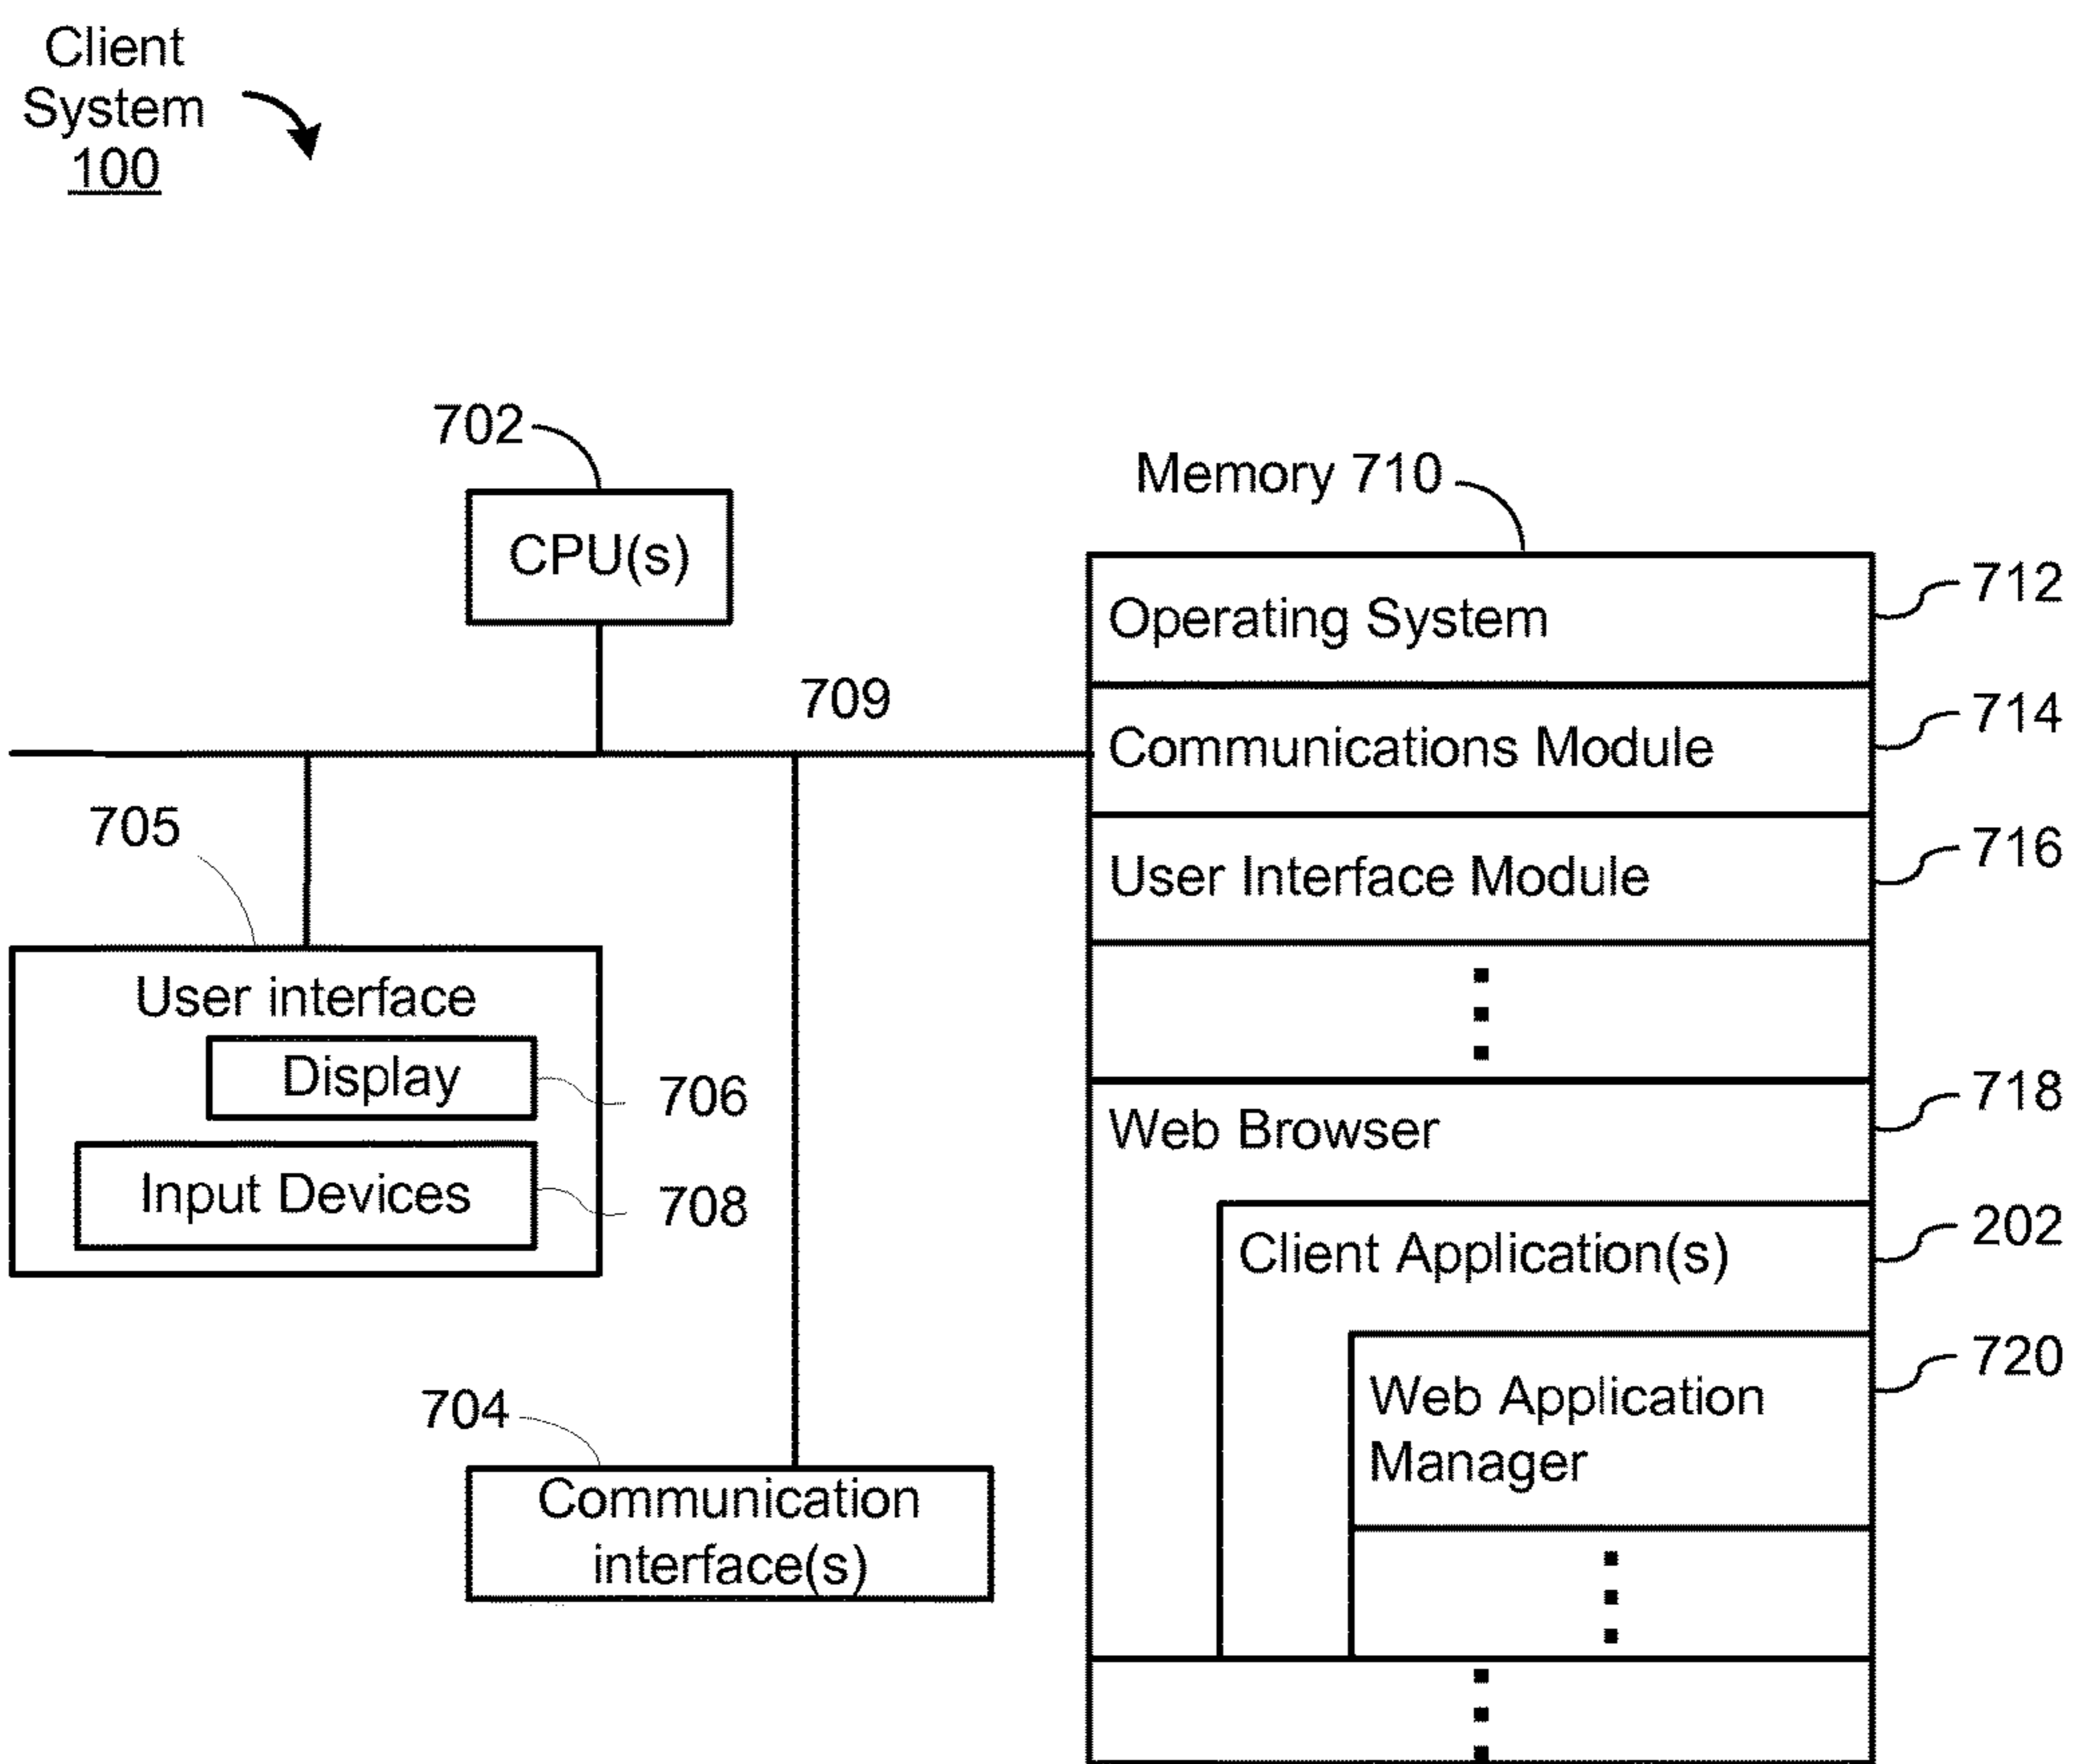 Client
System
100
702
CPU(s)
709
705
User interface
Display
706
Input Devices
708
704
Communication
interface(s)
Memory 710
Operating System
712
Communications Module
714
User Interface Module
716
Web Browser
718
Client Application(s)
202
Web Application
Manager
720